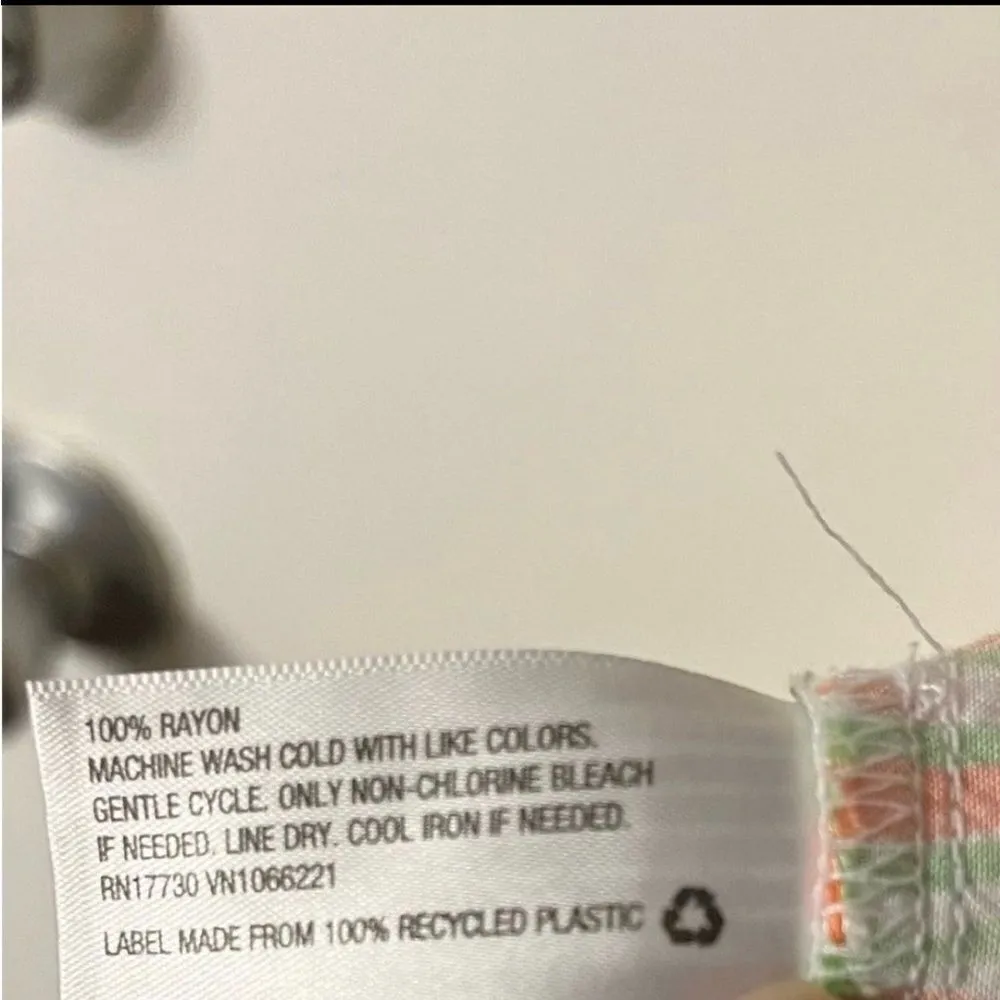 100% RAYON
MACHINE WASH COLD WITH LIKE COLORS.
GENTLE CYCLE. ONLY NON-CHLORINE BLEACH
IF NEEDED. LINE DRY. COOL IRON IF NEEDED.
RN17730 VN1066221
LABEL MADE FROM 100% RECYCLED PLASTIC